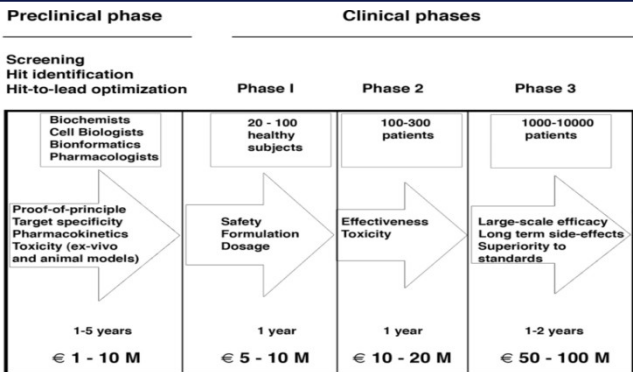 Preclinical phase
Clinical phases
Screening
Hit identification
Hit-to-lead optimization
Phase I
Phase 2
Phase 3
Biochemists
Cell Biologists
Bionformatics
Pharmacologists
20 - 100
healthy
subjects
100-300
patients
1000-10000
patients
Proof-of-principle
Target specificity
Pharmacokinetics
Toxicity (ex-vivo
and animal models)
Safety
Formulation
Dosage
Effectiveness
Toxicity
Large-scale efficacy
Long term side-effects
Superiority to
standards
1-5 years
1 year
1 year
1-2 years
€ 1 - 10 M
€ 5 - 10 M
€ 10 - 20 M
€ 50 - 100 M